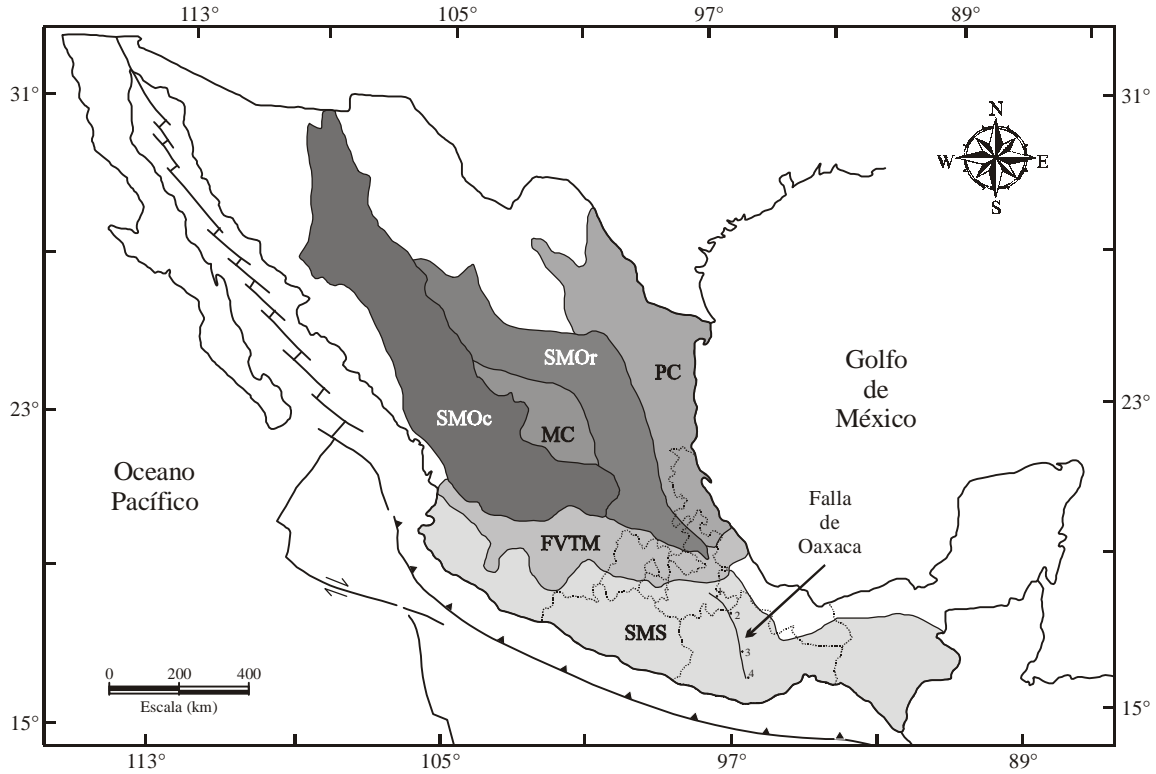 113°
105°
97°
89°
31°
31°
N
W
E
S
SMOr
PC
Golfo
de
México
23°
23°
SMOc
MC
Oceano
Pacífico
Falla
de
Oaxaca
FVTM
2
SMS
3
4
0
200
400
Escala (km)
15°
15°
113°
105°
97°
89°